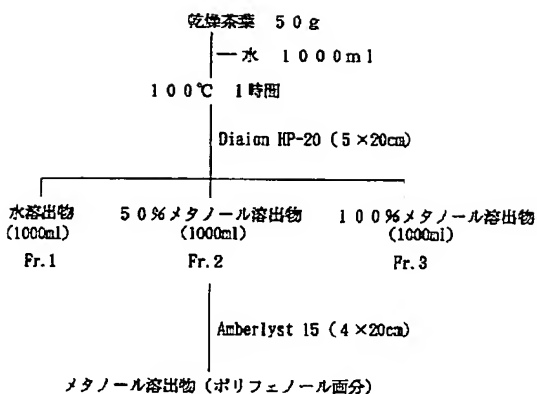 乾燥茶葉 50g
水 1000ml
100℃ 1時間
Diaion HP-20 (5×20cm)
水溶出物 50%メタノール溶出物 100%メタノール溶出物
(1000ml) (1000ml) (1000ml)
Fr.1 Fr.2 Fr.3
Amberlyst 15 (4×20cm)
メタノール溶出物(ポリフェノール画分)